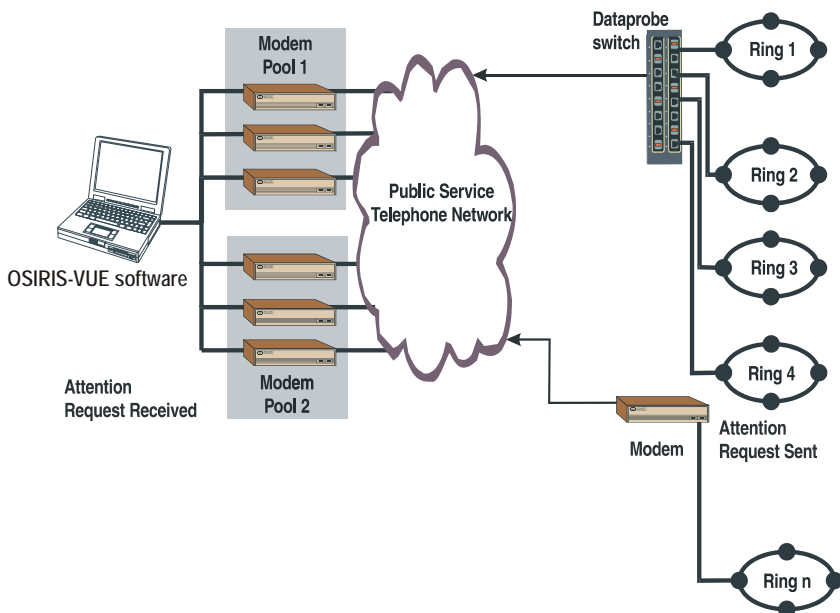 Modem
Pool 1
Dataprobe
switch
Ring 1
Ring 2
Public Service
Telephone Network
Ring 3
OSIRIS-VUE software
Ring 4
Attention
Request Received
Modem
Pool 2
Modem
Attention
Request Sent
Ring n